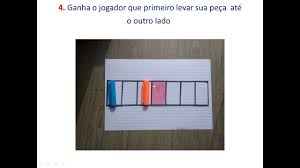 4. Ganha o jogador que primeiro levar sua peça até
o outro lado